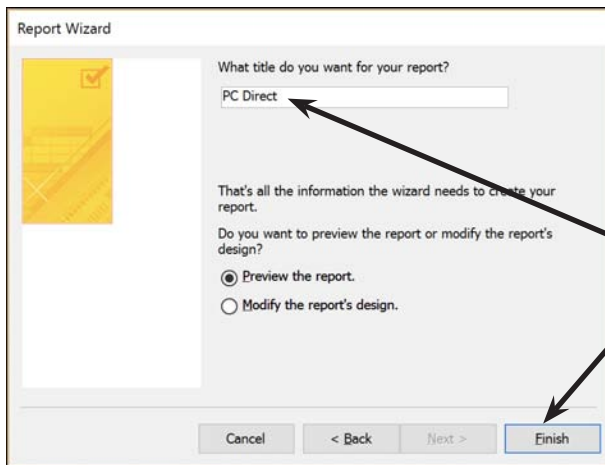 Report Wizard
What title do you want for your report?
PC Direct
That's all the information the wizard needs to create your
report.
Do you want to preview the report or modify the report's
design?
Preview the report.
Modify the report's design.
Cancel
< Back
Next >
Finish